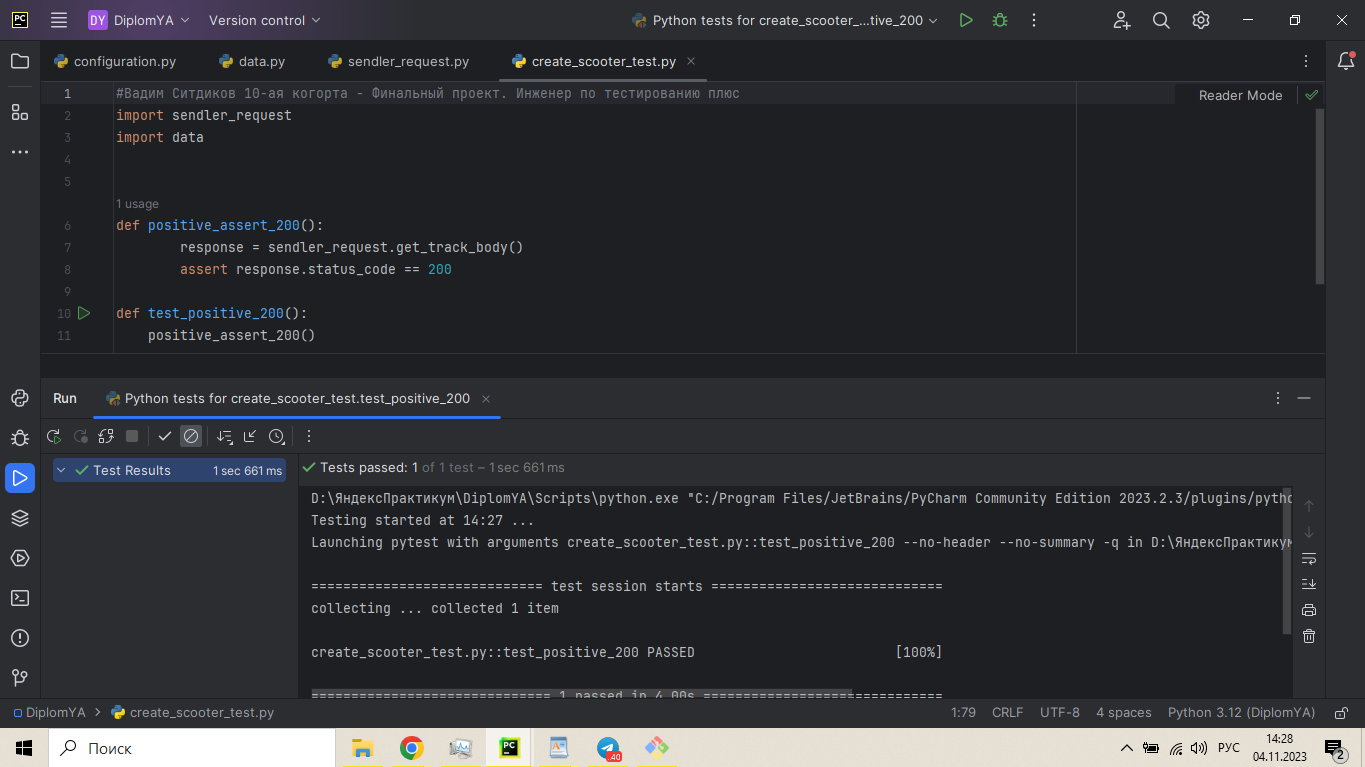 PC
DY DiplomYA Version control Python tests for create_scooter_...tive_200
configuration.py data.py sendler_request.py create_scooter_test.py
Reader Mode
1 #Вадим Ситдиков 10-ая когорта - Финальный проект. Инженер по тестированию плюс
2 import sendler_request
3 import data
4
5
1 usage
6 def positive_assert_200():
7 response = sendler_request.get_track_body()
8 assert response.status_code == 200
9
10 def test_positive_200():
11 positive_assert_200()
Run Python tests for create_scooter_test.test_positive_200
Test Results 1 sec 661 ms
Tests passed: 1 of 1 test – 1 sec 661 ms
D:\ЯндексПрактикум\DiplomYA\Scripts\python.exe "C:/Program Files/JetBrains/PyCharm Community Edition 2023.2.3/plugins/pytho
Testing started at 14:27 ...
Launching pytest with arguments create_scooter_test.py::test_positive_200 --no-header --no-summary -q in D:\ЯндексПрактикум
============================= test session starts =============================
collecting ... collected 1 item
create_scooter_test.py::test_positive_200 PASSED [100%]
============================== 1 passed in 4.00s ==============================
DiplomYA > create_scooter_test.py 1:79 CRLF UTF-8 4 spaces Python 3.12 (DiplomYA)
Поиск PC .40 РУС 14:28
04.11.2023 2